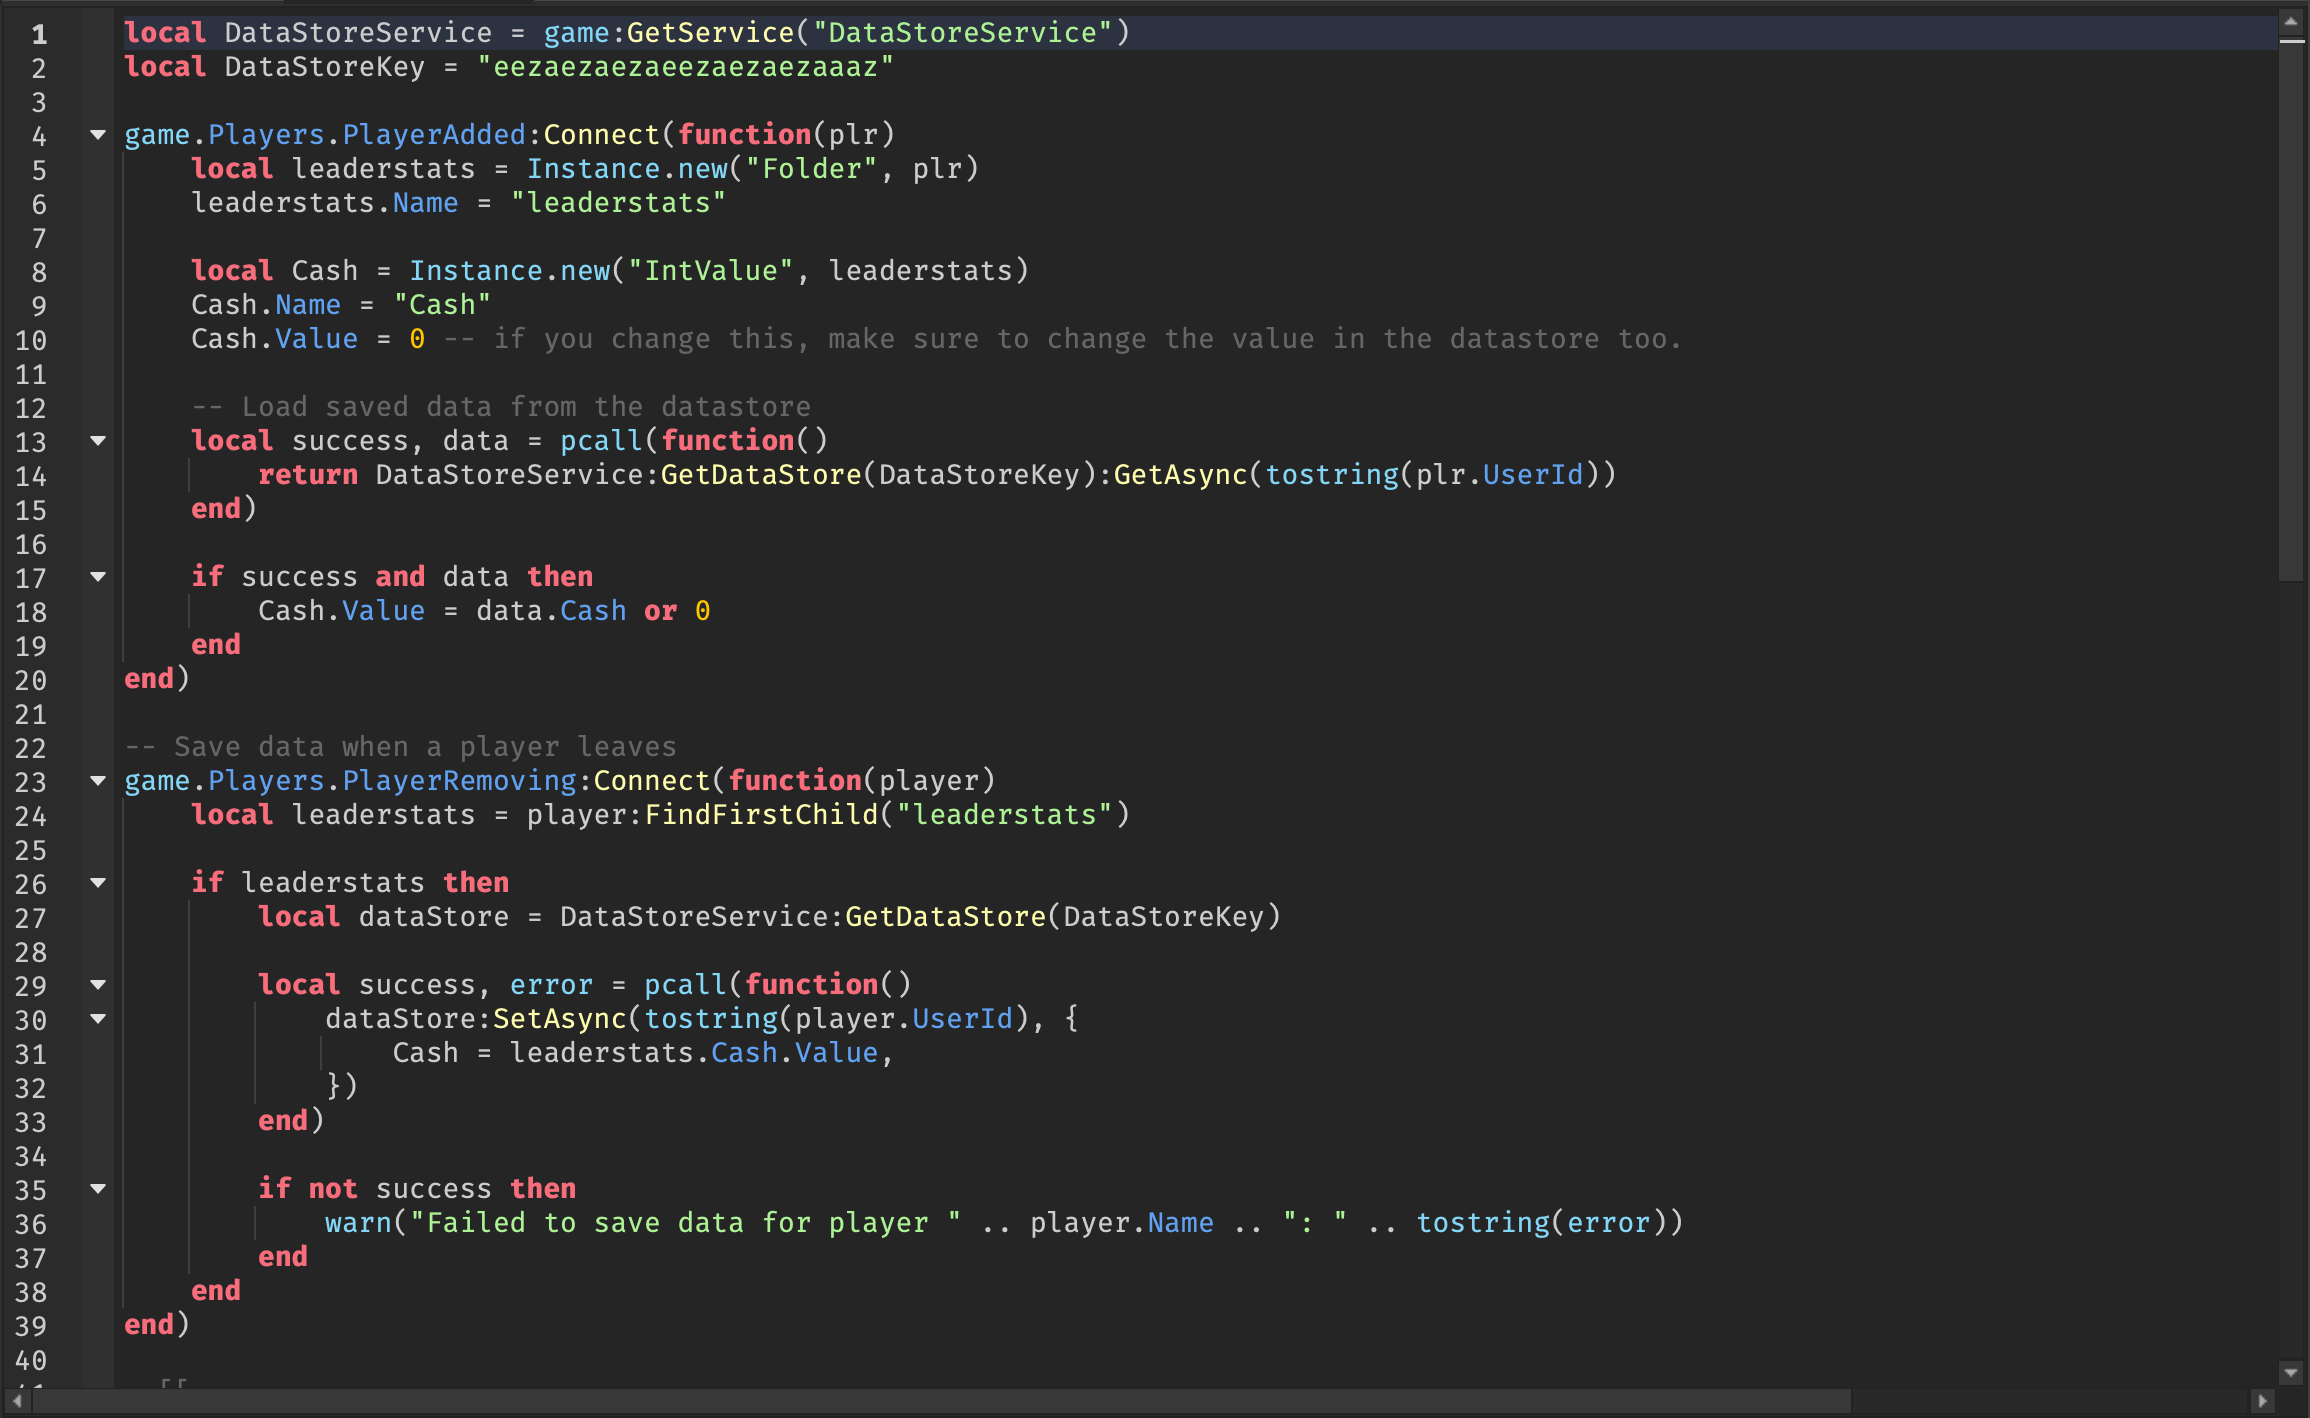 1 local DataStoreService = game:GetService("DataStoreService")
2 local DataStoreKey = "eezaezaezaeezaezaezaaaz"
3
4 game.Players.PlayerAdded:Connect(function(plr)
5 local leaderstats = Instance.new("Folder", plr)
6 leaderstats.Name = "leaderstats"
7
8 local Cash = Instance.new("IntValue", leaderstats)
9 Cash.Name = "Cash"
10 Cash.Value = 0 -- if you change this, make sure to change the value in the datastore too.
11
12 -- Load saved data from the datastore
13 local success, data = pcall(function()
14 return DataStoreService:GetDataStore(DataStoreKey):GetAsync(tostring(plr.UserId))
15 end)
16
17 if success and data then
18 Cash.Value = data.Cash or 0
19 end
20 end)
21
22 -- Save data when a player leaves
23 game.Players.PlayerRemoving:Connect(function(player)
24 local leaderstats = player:FindFirstChild("leaderstats")
25
26 if leaderstats then
27 local dataStore = DataStoreService:GetDataStore(DataStoreKey)
28
29 local success, error = pcall(function()
30 dataStore:SetAsync(tostring(player.UserId), {
31 Cash = leaderstats.Cash.Value,
32 })
33 end)
34
35 if not success then
36 warn("Failed to save data for player " .. player.Name .. ": " .. tostring(error))
37 end
38 end
39 end)
40